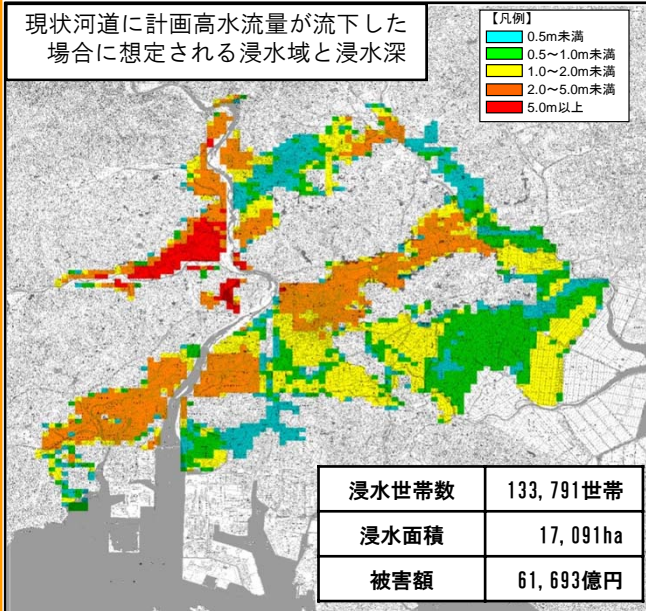 現状河道に計画高水流量が流下した
場合に想定される浸水域と浸水深
【凡例】
0.5m未満
0.5～1.0m未満
1.0～2.0m未満
2.0～5.0m未満
5.0m以上
浸水世帯数 133,791世帯
浸水面積 17,091ha
被害額 61,693億円